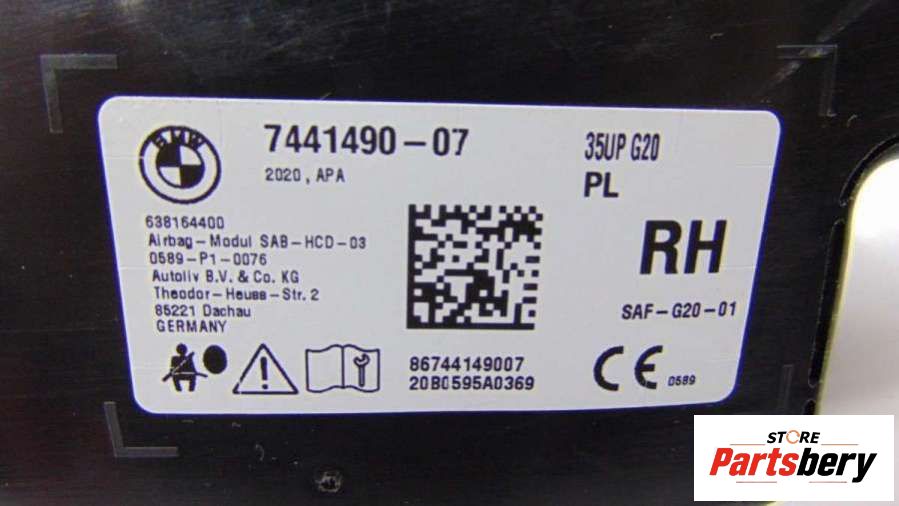 BMW
7441490-07
2020, APA
35UP G20
PL
638164400
Airbag-Modul SAB-HCD-03
0589-P1-0076
Autoliv B.V. & Co. KG
Theodor-Heuss-Str. 2
85221 Dachau
GERMANY
RH
SAF-G20-01
86744149007
20B0595A0369
CE 0589
STORE
Partsbery